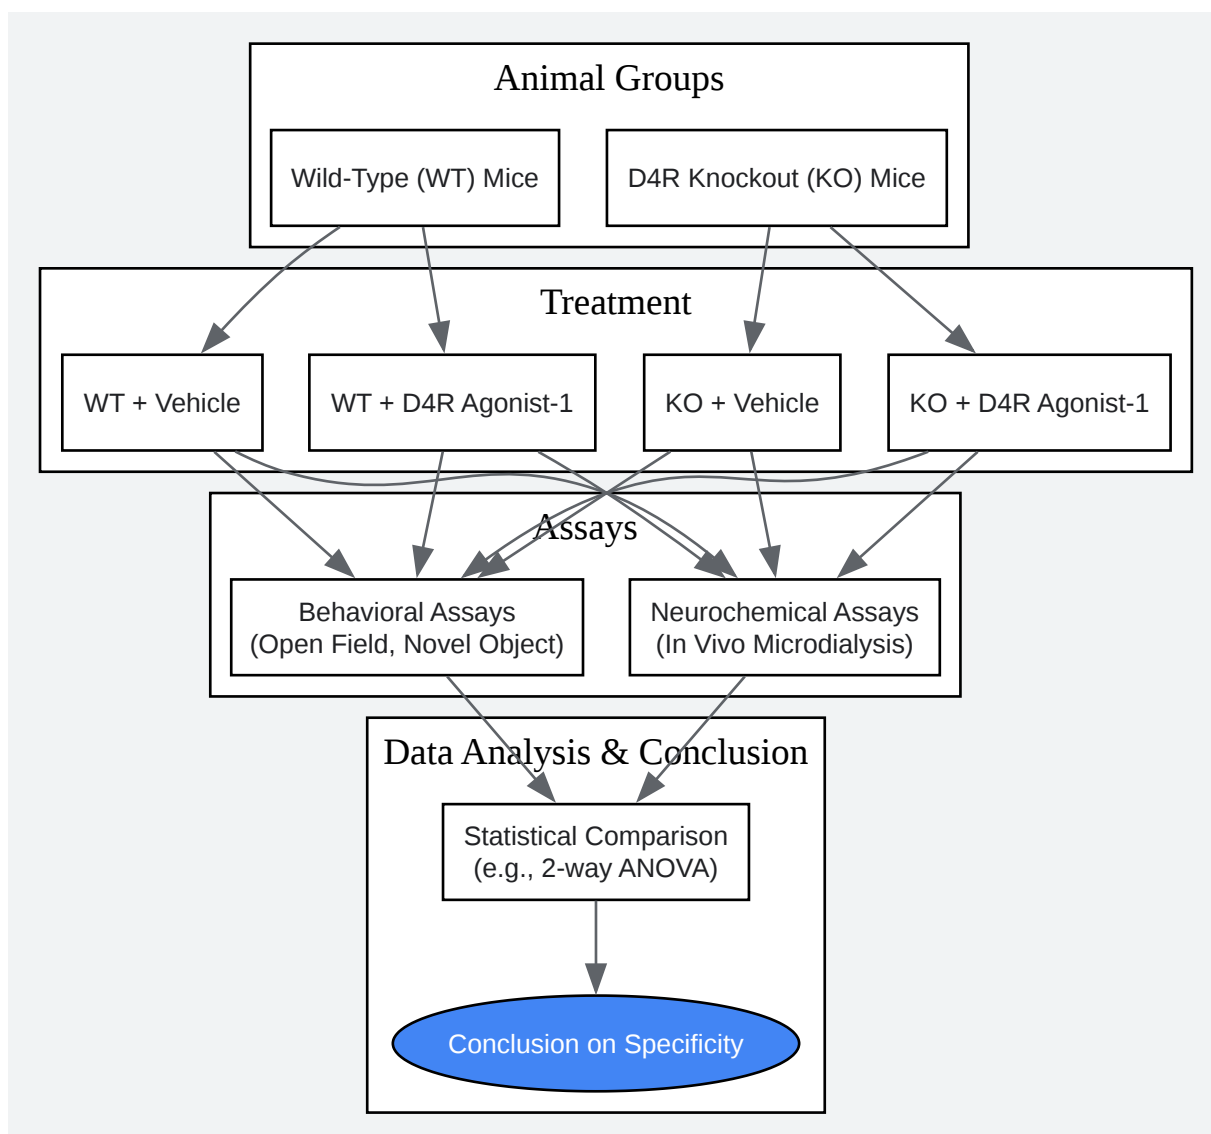 Animal Groups
Wild-Type (WT) Mice
D4R Knockout (KO) Mice
Treatment
WT + Vehicle
WT + D4R Agonist-1
KO + Vehicle
KO + D4R Agonist-1
Assays
Behavioral Assays
(Open Field, Novel Object)
Neurochemical Assays
(In Vivo Microdialysis)
Data Analysis & Conclusion
Statistical Comparison
(e.g., 2-way ANOVA)
Conclusion on Specificity